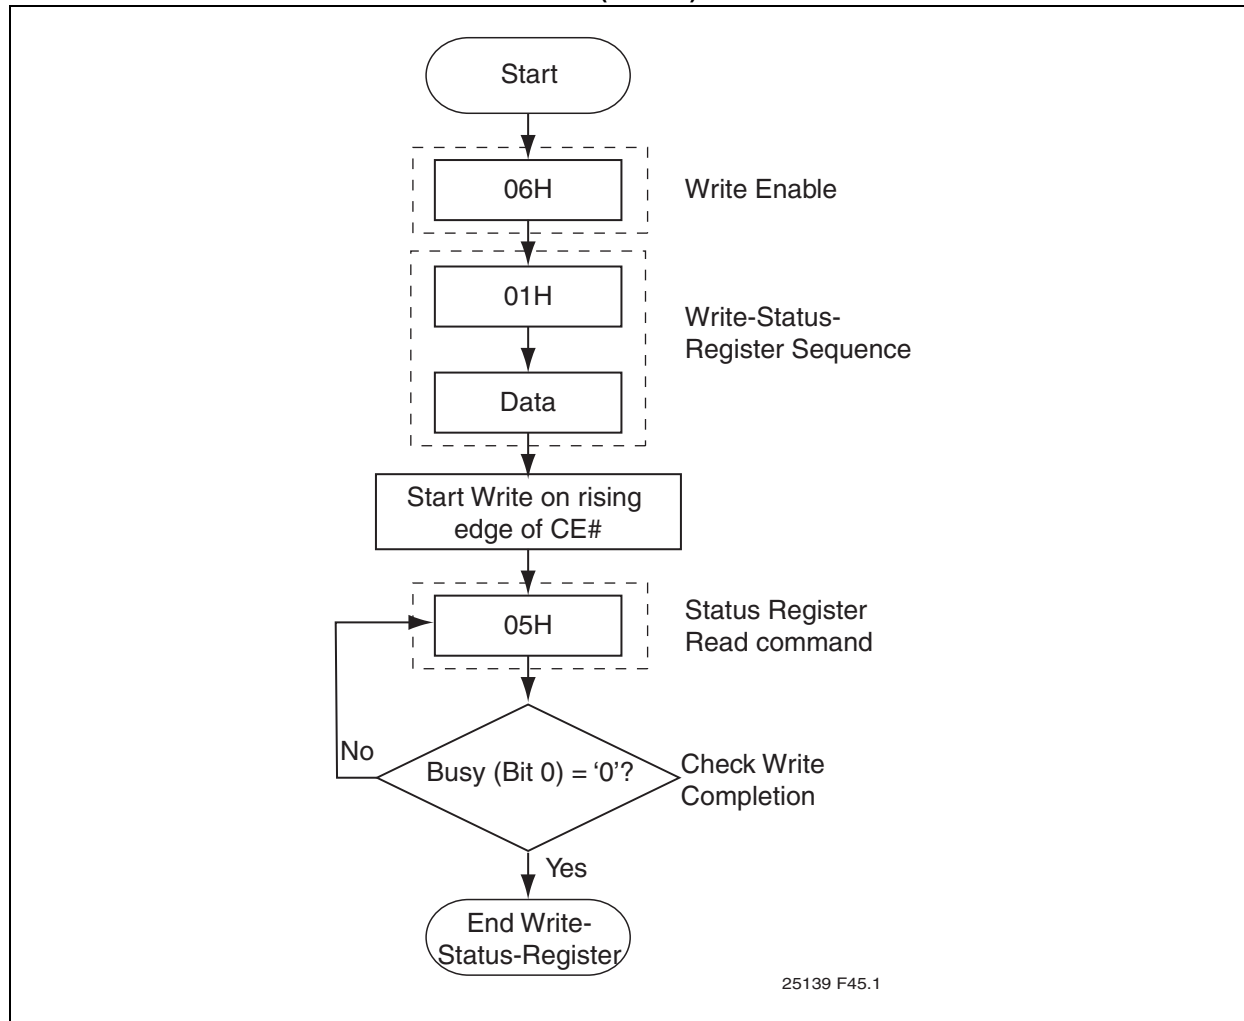 Start
06H
Write Enable
01H
Write-Status-
Register Sequence
Data
Start Write on rising
edge of CE#
05H
Status Register
Read command
No
Busy (Bit 0) = ‘0’?
Check Write
Completion
Yes
End Write-
Status-Register
25139 F45.1